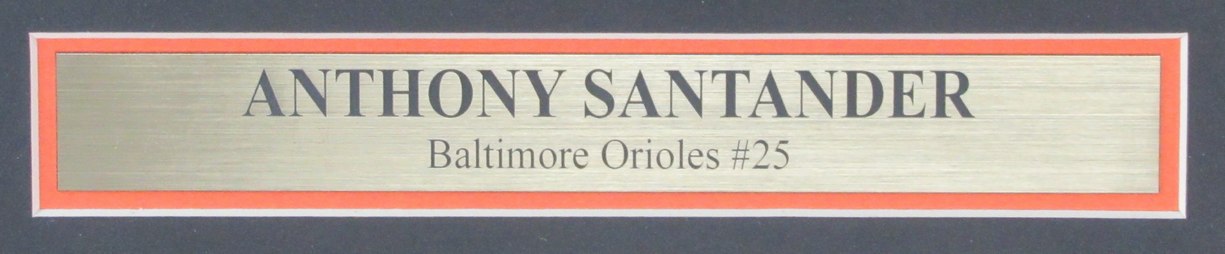 ANTHONY SANTANDER
Baltimore Orioles #25